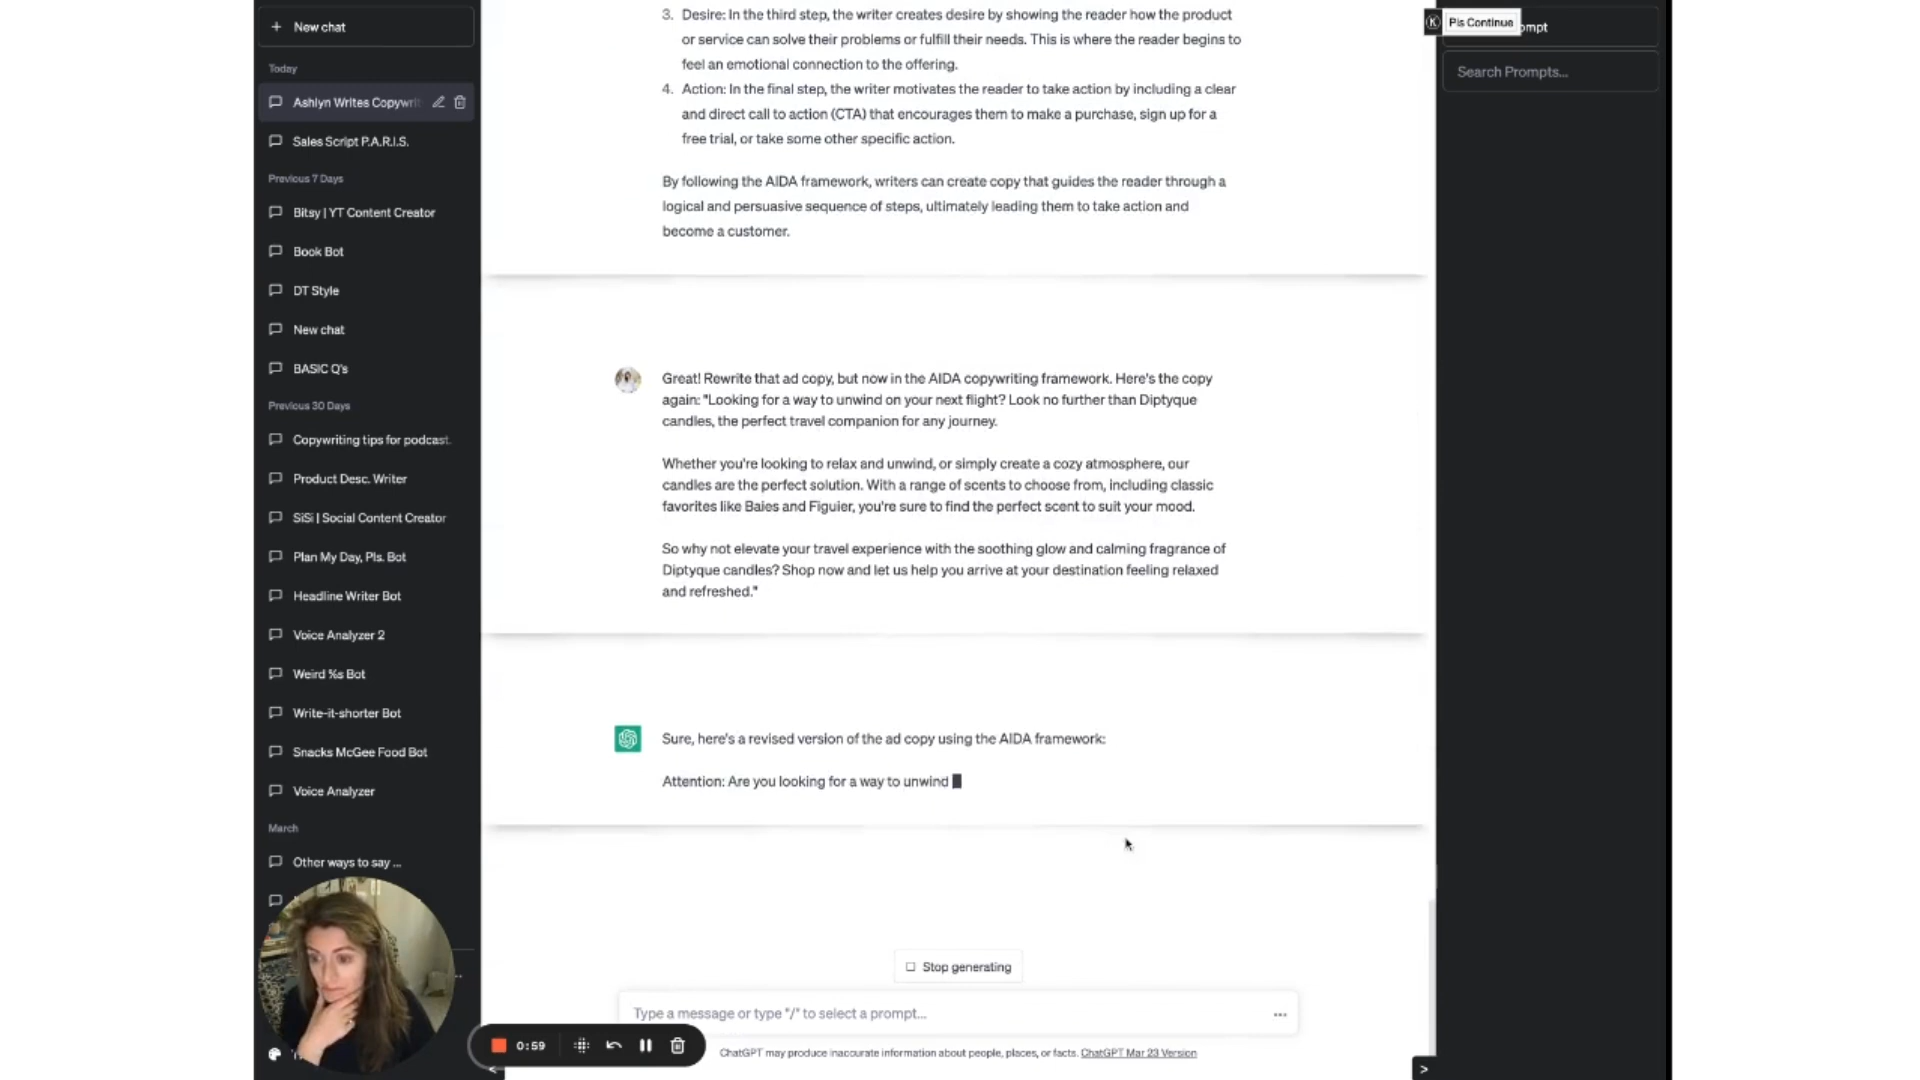 New chat
Today
Ashlyn Writes Copywri
Sales Script P.A.R.I.S.
Previous 7 Days
Bitsy | YT Content Creator
Book Bot
DT Style
New chat
BASIC Q's
Previous 30 Days
Copywriting tips for podcast.
Product Desc. Writer
SiSi | Social Content Creator
Plan My Day, Pls. Bot
Headline Writer Bot
Voice Analyzer 2
Weird %s Bot
Write-it-shorter Bot
Snacks McGee Food Bot
Voice Analyzer
March
Other ways to say ...
3. Desire: In the third step, the writer creates desire by showing the reader how the product
or service can solve their problems or fulfill their needs. This is where the reader begins to
feel an emotional connection to the offering.
4. Action: In the final step, the writer motivates the reader to take action by including a clear
and direct call to action (CTA) that encourages them to make a purchase, sign up for a
free trial, or take some other specific action.
By following the AIDA framework, writers can create copy that guides the reader through a
logical and persuasive sequence of steps, ultimately leading them to take action and
become a customer.
Great! Rewrite that ad copy, but now in the AIDA copywriting framework. Here's the copy
again: "Looking for a way to unwind on your next flight? Look no further than Diptyque
candles, the perfect travel companion for any journey.
Whether you're looking to relax and unwind, or simply create a cozy atmosphere, our
candles are the perfect solution. With a range of scents to choose from, including classic
favorites like Baies and Figuier, you're sure to find the perfect scent to suit your mood.
So why not elevate your travel experience with the soothing glow and calming fragrance of
Diptyque candles? Shop now and let us help you arrive at your destination feeling relaxed
and refreshed."
Sure, here's a revised version of the ad copy using the AIDA framework:
Attention: Are you looking for a way to unwind
Stop generating
Type a message or type "/" to select a prompt...
0:59
ChatGPT may produce inaccurate information about people, places, or facts. ChatGPT Mar 23 Version
K Pls Continue
ompt
Search Prompts...